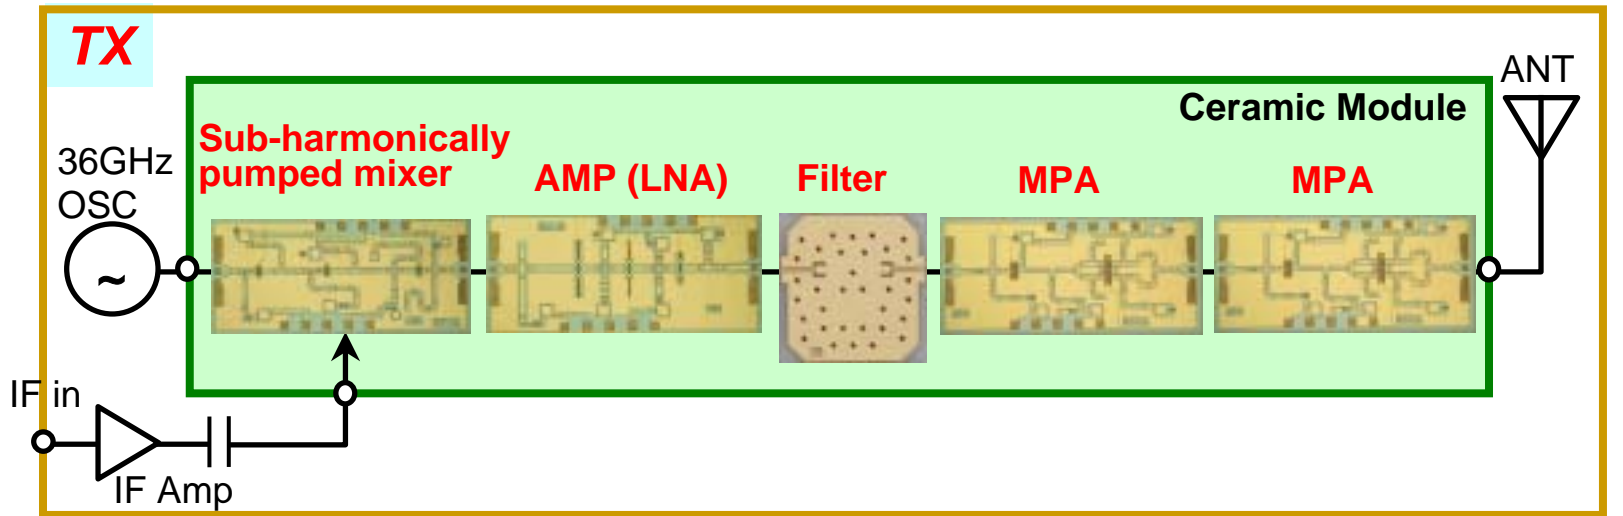 TX
ANT
Ceramic Module
Sub-harmonically
pumped mixer
36GHz
OSC
AMP (LNA)
Filter
MPA
MPA
~
IF in
IF Amp